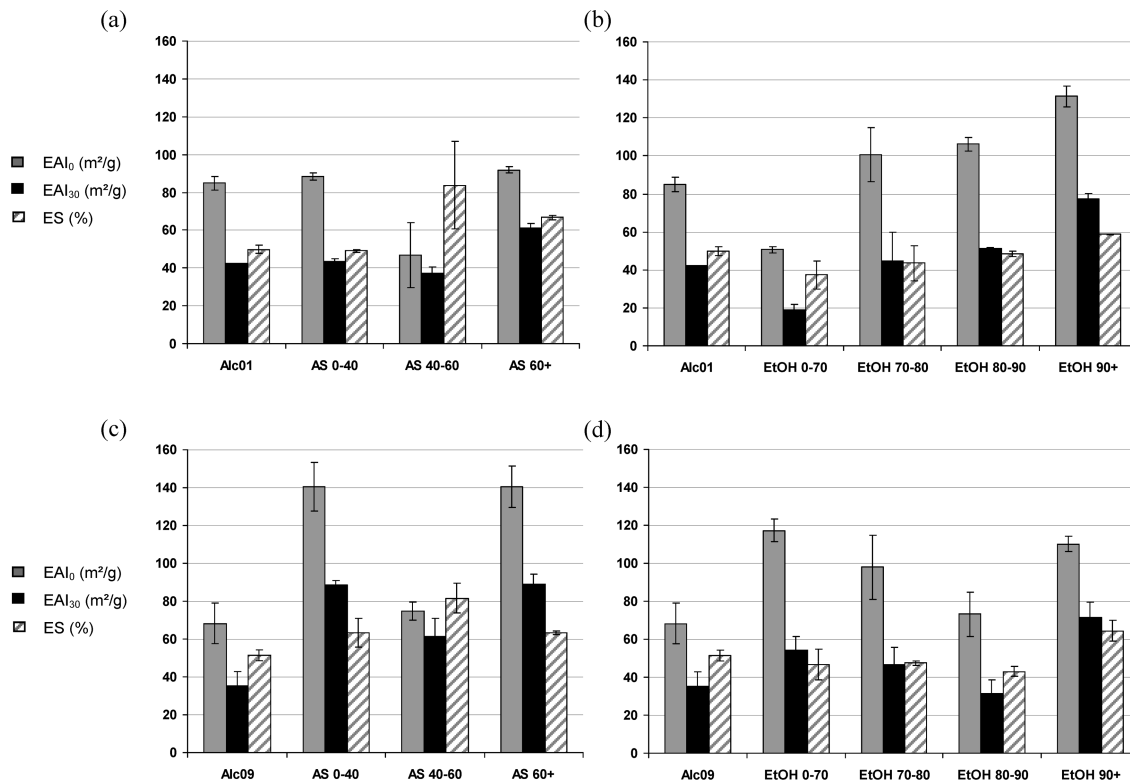 (a)
160
140
120
100
80
60
40
20
0
EAI₀ (m²/g)
EAI₃₀ (m²/g)
ES (%)
Alc01 AS 0-40 AS 40-60 AS 60+
(b)
160
140
120
100
80
60
40
20
0
Alc01 EtOH 0-70 EtOH 70-80 EtOH 80-90 EtOH 90+
(c)
160
140
120
100
80
60
40
20
0
EAI₀ (m²/g)
EAI₃₀ (m²/g)
ES (%)
Alc09 AS 0-40 AS 40-60 AS 60+
(d)
160
140
120
100
80
60
40
20
0
Alc09 EtOH 0-70 EtOH 70-80 EtOH 80-90 EtOH 90+